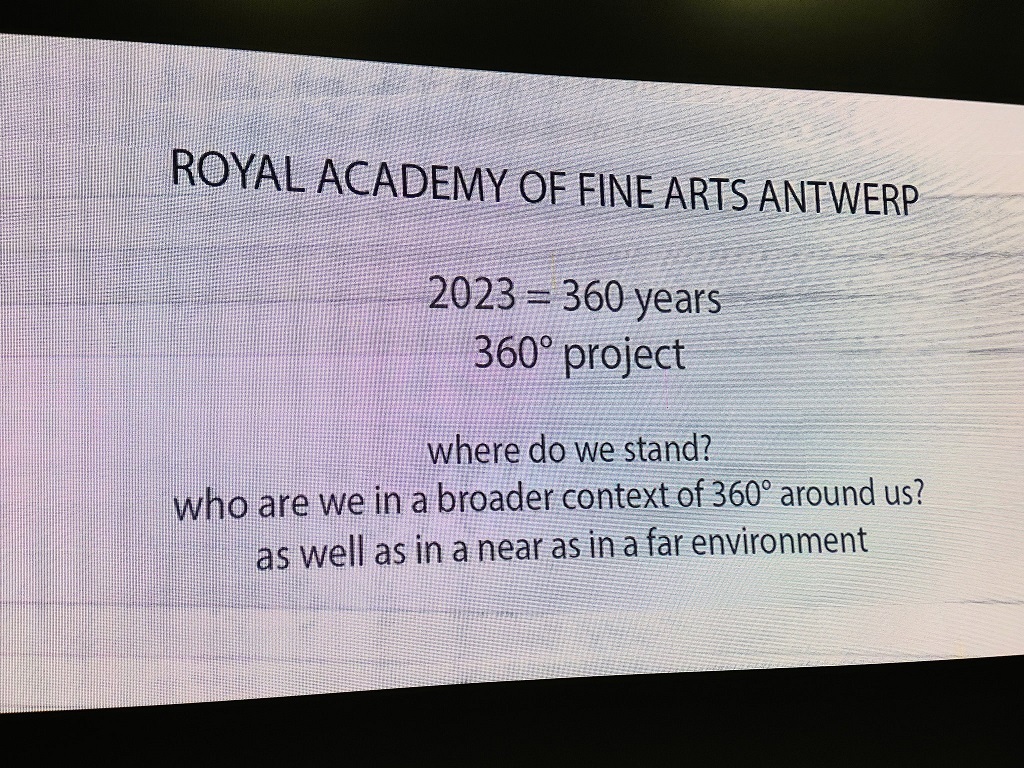 ROYAL ACADEMY OF FINE ARTS ANTWERP
2023 = 360 years
360° project
where do we stand?
who are we in a broader context of 360° around us?
as well as in a near as in a far environment